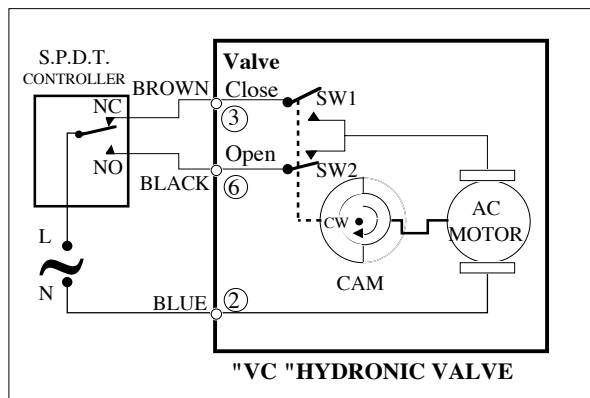 S.P.D.T.
CONTROLLER
Valve
BROWN
Close
NC
3
SW1
NO
Open
BLACK
6
SW2
CW
AC
MOTOR
CAM
L
N
BLUE
2
"VC "HYDRONIC VALVE